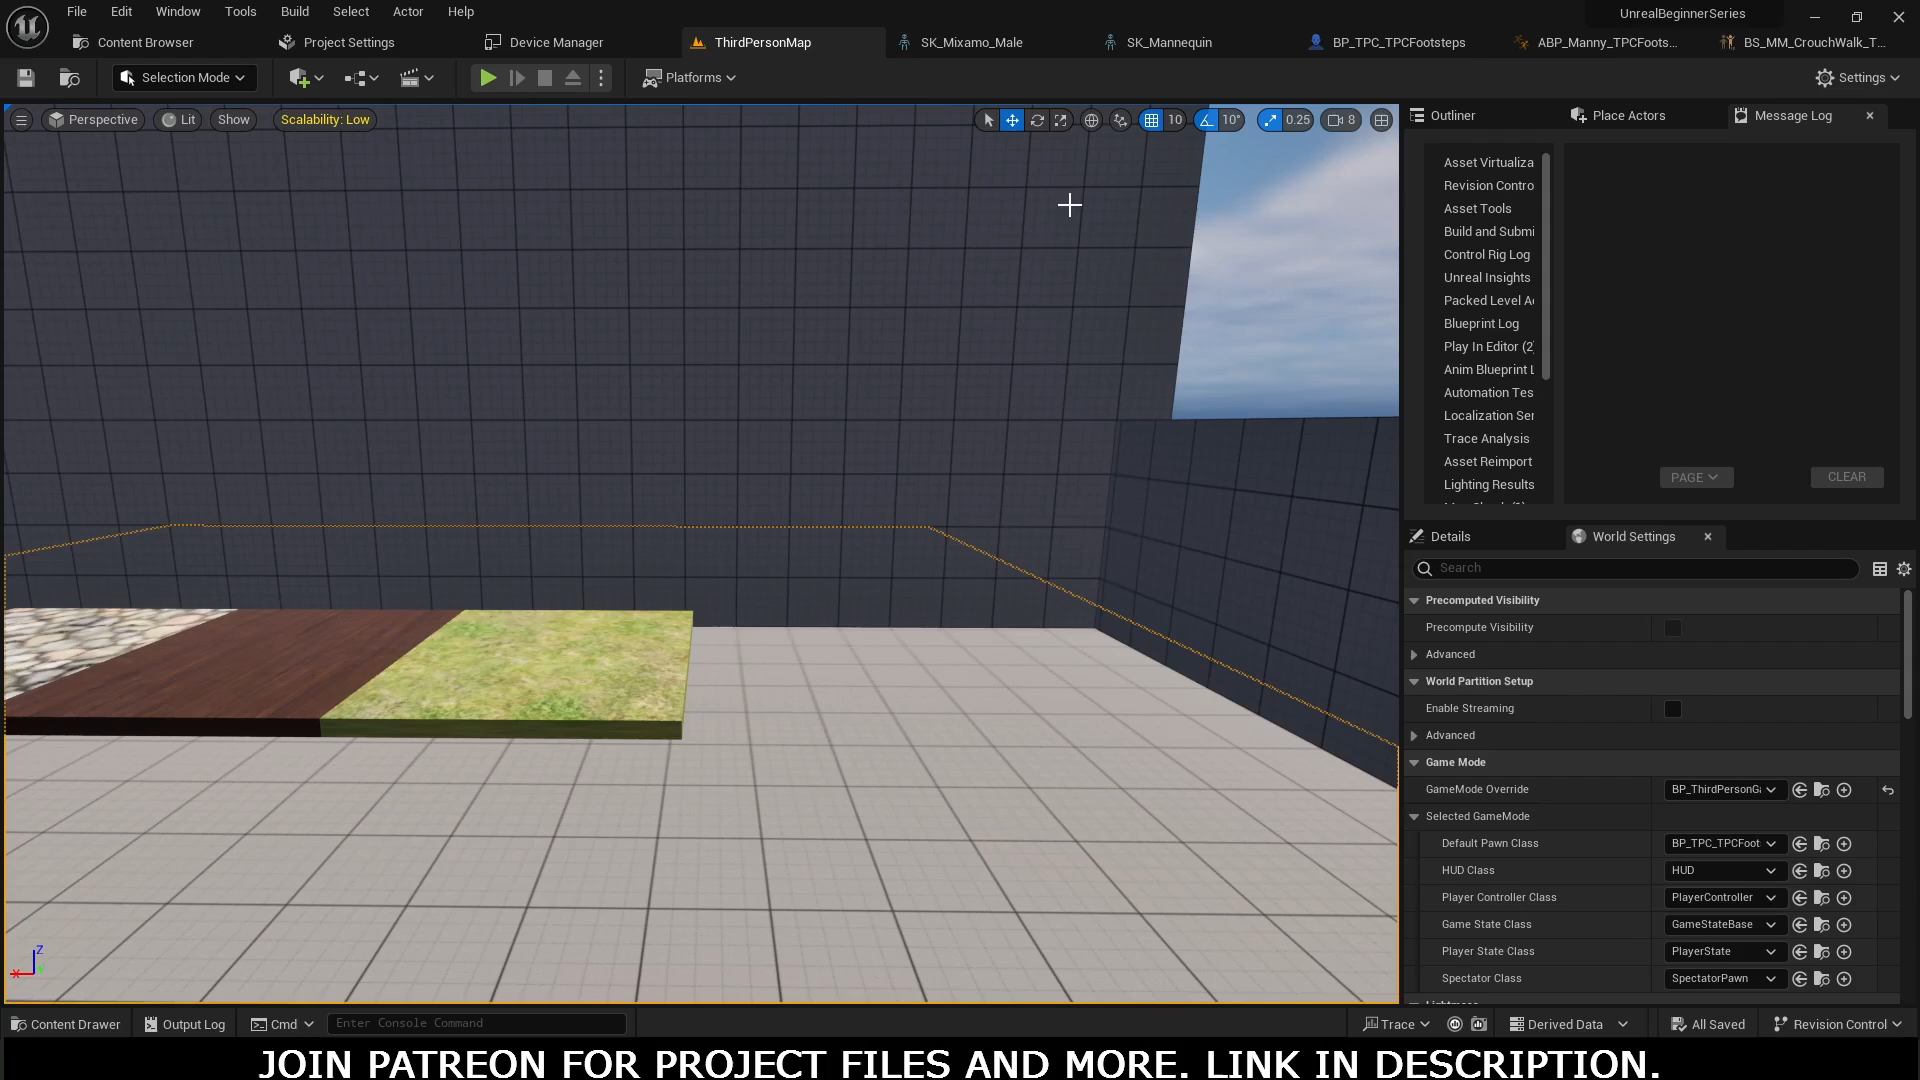 File Edit Window Tools Build Select Actor Help
UnrealBeginnerSeries
Content Browser
Project Settings
Device Manager
ThirdPersonMap
SK_Mixamo_Male
SK_Mannequin
BP_TPC_TPCFootsteps
ABP_Manny_TPCFoots...
BS_MM_CrouchWalk_T...
Selection Mode
Platforms
Settings
Perspective
Lit
Show
Scalability: Low
10
10°
0.25
8
Outliner
Place Actors
Message Log
Asset Virtualiza
Revision Contro
Asset Tools
Build and Submi
Control Rig Log
Unreal Insights
Packed Level A
Blueprint Log
Play In Editor (2
Anim Blueprint L
Automation Tes
Localization Ser
Trace Analysis
Asset Reimport
Lighting Results
PAGE
CLEAR
Details
World Settings
Search
Precomputed Visibility
Precompute Visibility
Advanced
World Partition Setup
Enable Streaming
Advanced
Game Mode
GameMode Override BP_ThirdPersonGa
Selected GameMode
Default Pawn Class BP_TPC_TPCFoot
HUD Class HUD
Player Controller Class PlayerController
Game State Class GameStateBase
Player State Class PlayerState
Spectator Class SpectatorPawn
Z
X
Content Drawer
Output Log
Cmd
Enter Console Command
Trace
Derived Data
All Saved
Revision Control
JOIN PATREON FOR PROJECT FILES AND MORE. LINK IN DESCRIPTION.